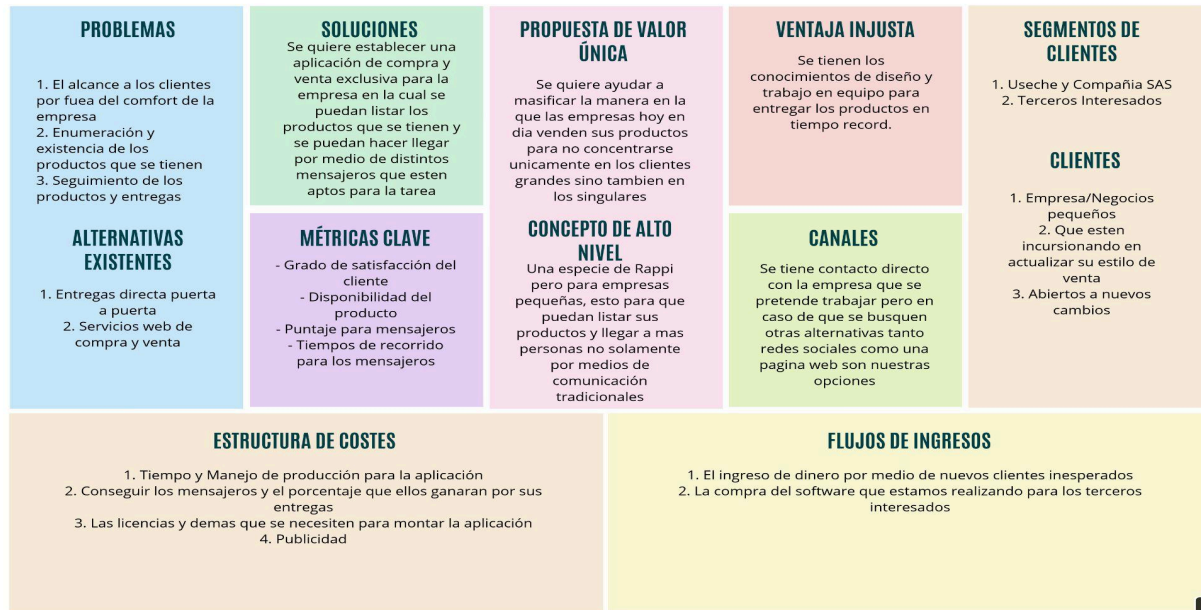 PROBLEMAS
1. El alcance a los clientes
por fuea del comfort de la
empresa
2. Enumeración y
existencia de los
productos que se tienen
3. Seguimiento de los
productos y entregas
ALTERNATIVAS
EXISTENTES
1. Entregas directa puerta
a puerta
2. Servicios web de
compra y venta
SOLUCIONES
Se quiere establecer una
aplicación de compra y
venta exclusiva para la
empresa en la cual se
puedan listar los
productos que se tienen y
se puedan hacer llegar
por medio de distintos
mensajeros que esten
aptos para la tarea
MÉTRICAS CLAVE
- Grado de satisfacción del
cliente
- Disponibilidad del
producto
- Puntaje para mensajeros
- Tiempos de recorrido
para los mensajeros
PROPUESTA DE VALOR
ÚNICA
Se quiere ayudar a
masificar la manera en la
que las empresas hoy en
dia venden sus productos
para no concentrarse
unicamente en los clientes
grandes sino tambien en
los singulares
CONCEPTO DE ALTO
NIVEL
Una especie de Rappi
pero para empresas
pequeñas, esto para que
puedan listar sus
productos y llegar a mas
personas no solamente
por medios de
comunicación
tradicionales
VENTAJA INJUSTA
Se tienen los
conocimientos de diseño y
trabajo en equipo para
entregar los productos en
tiempo record.
CANALES
Se tiene contacto directo
con la empresa que se
pretende trabajar pero en
caso de que se busquen
otras alternativas tanto
redes sociales como una
pagina web son nuestras
opciones
SEGMENTOS DE
CLIENTES
1. Useche y Compañia SAS
2. Terceros Interesados
CLIENTES
1. Empresa/Negocios
pequeños
2. Que esten
incursionando en
actualizar su estilo de
venta
3. Abiertos a nuevos
cambios
ESTRUCTURA DE COSTES
1. Tiempo y Manejo de producción para la aplicación
2. Conseguir los mensajeros y el porcentaje que ellos ganaran por sus
entregas
3. Las licencias y demas que se necesiten para montar la aplicación
4. Publicidad
FLUJOS DE INGRESOS
1. El ingreso de dinero por medio de nuevos clientes inesperados
2. La compra del software que estamos realizando para los terceros
interesados